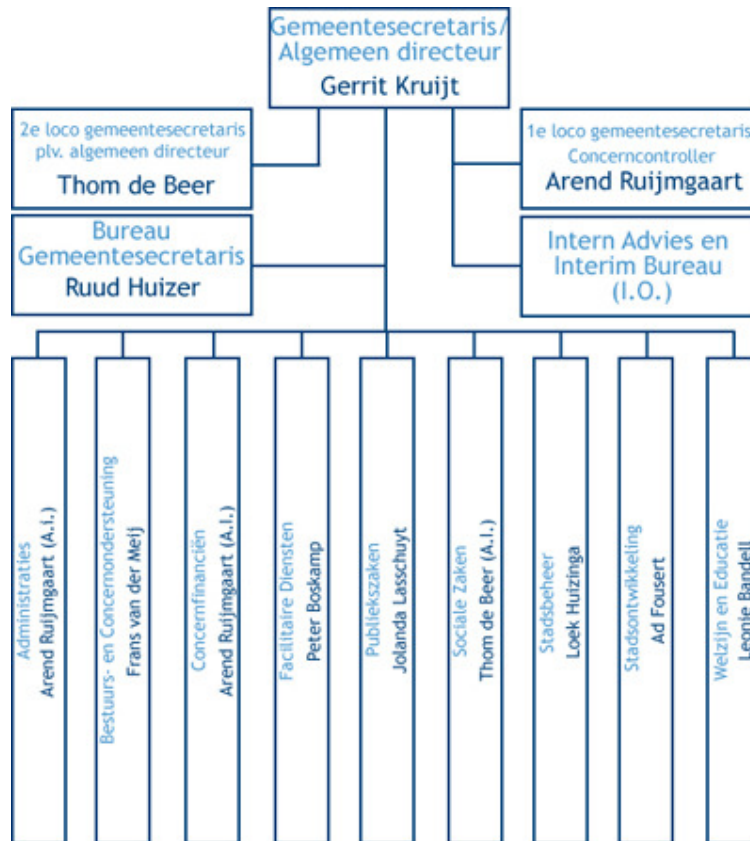 Gemeentesecretaris/
Algemeen directeur
Gerrit Kruijt
2e loco gemeentesecretaris
plv. algemeen directeur
Thom de Beer
1e loco gemeentesecretaris
Concerncontroller
Arend Ruijmgaart
Bureau
Gemeentesecretaris
Ruud Huizer
Intern Advies en
Interim Bureau
(I.O.)
Administraties
Arend Ruijmgaart (A.i.)
Bestuurs- en Concernondersteuning
Frans van der Meij
Concernfinanciën
Arend Ruijmgaart (A.I.)
Facilitaire Diensten
Peter Boskamp
Publiekszaken
Jolanda Lasschuyt
Sociale Zaken
Thom de Beer (A.I.)
Stadsbeheer
Loek Huizinga
Stadsontwikkeling
Ad Fousert
Welzijn en Educatie
Leonie Bandell